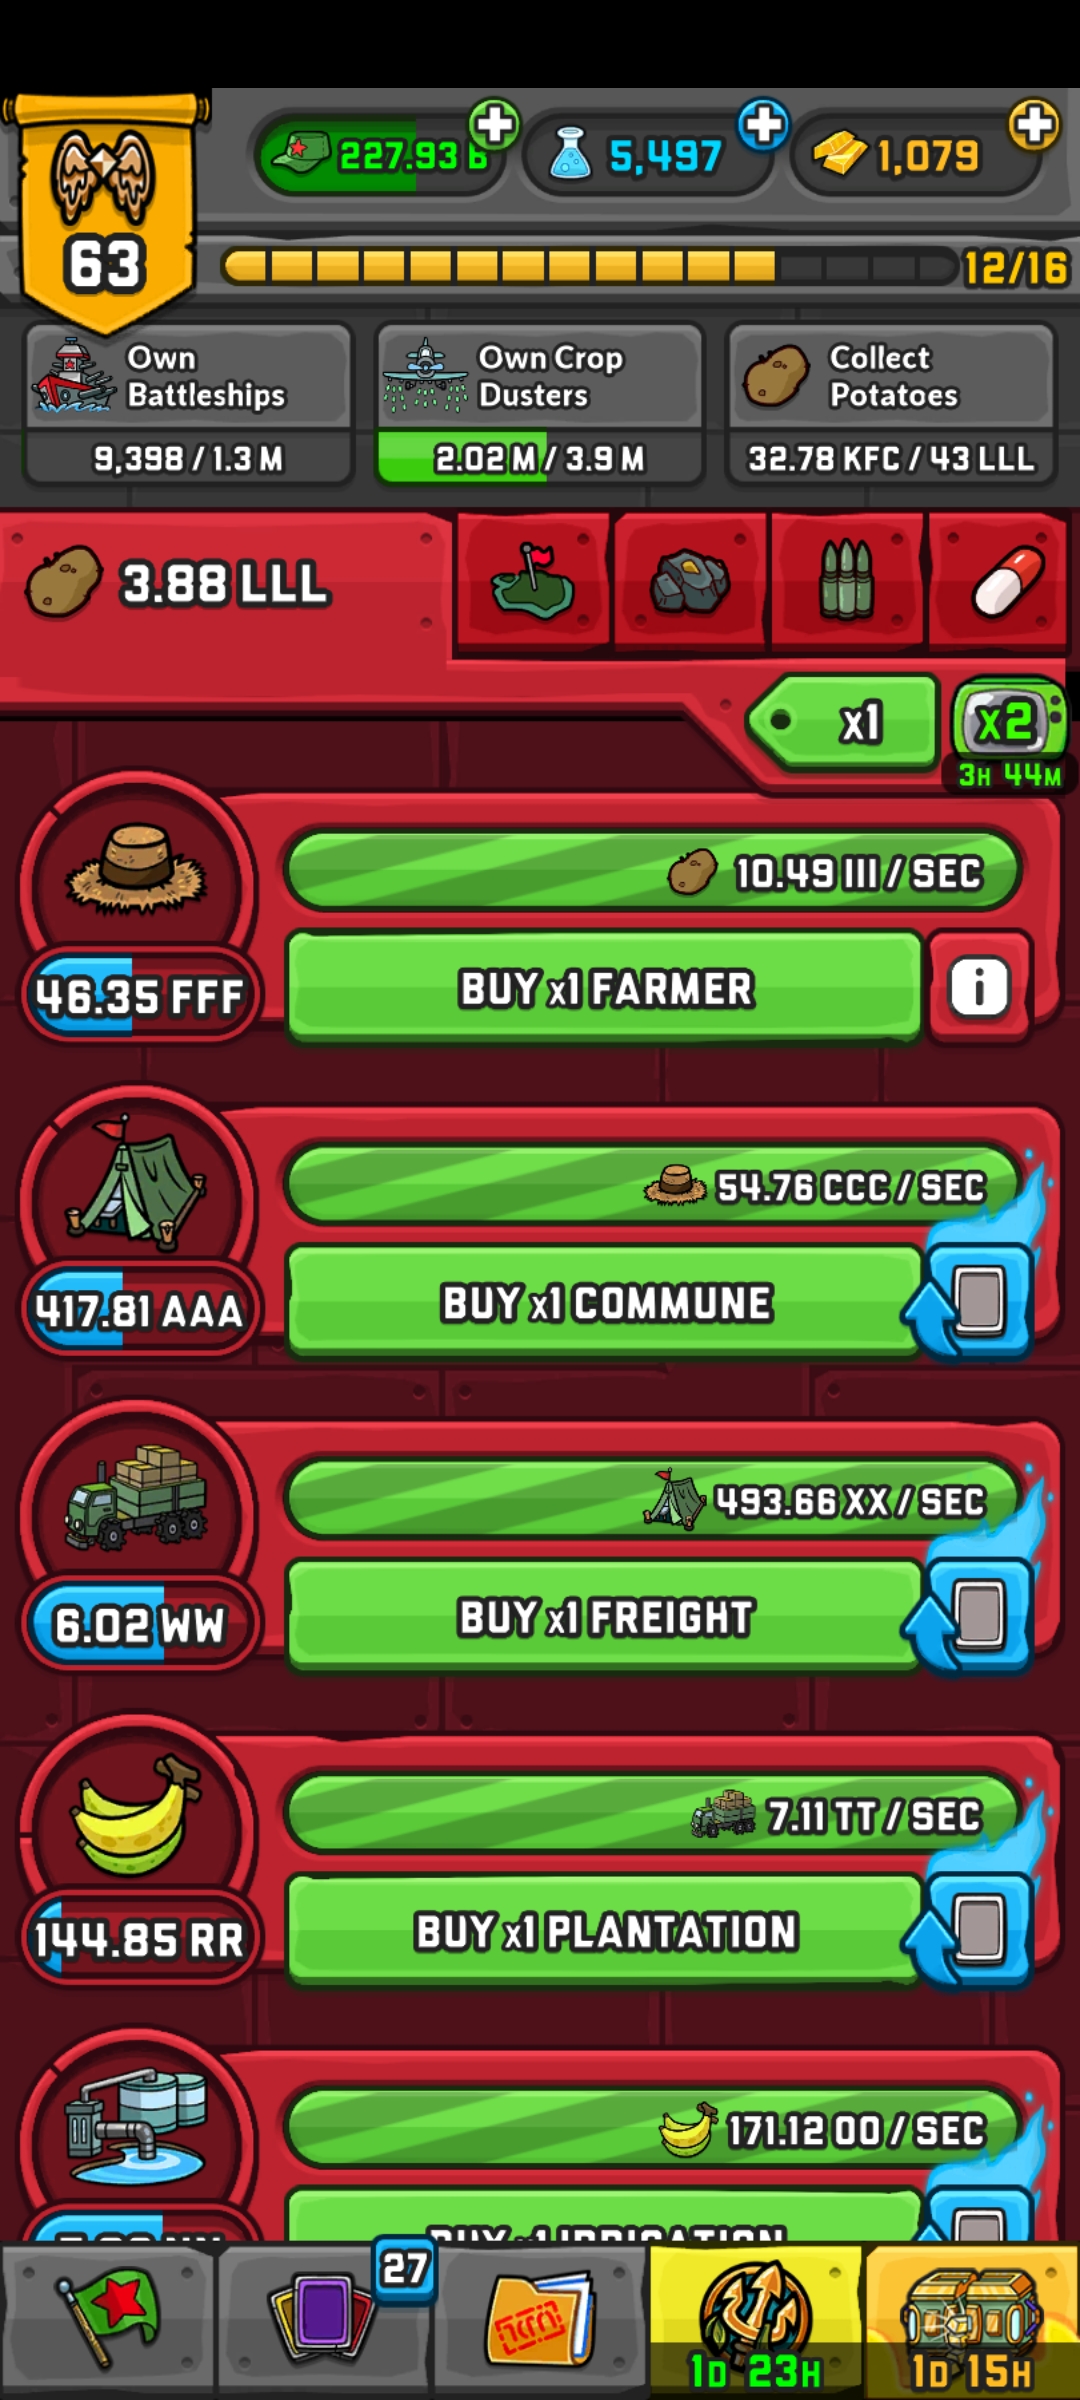 63
227.93 B
5,497
1,079
12/16
Own
Battleships
9,398 / 1.3 M
Own Crop
Dusters
2.02 M / 3.9 M
Collect
Potatoes
32.78 KFC / 43 LLL
3.88 LLL
x1
x2
3H 44M
10.49 III / SEC
46.35 FFF
BUY x1 FARMER
i
54.76 CCC / SEC
417.81 AAA
BUY x1 COMMUNE
493.66 XX / SEC
6.02 WW
BUY x1 FREIGHT
7.11 TT / SEC
144.85 RR
BUY x1 PLANTATION
171.12 OO / SEC
BUY x1 IRRIGATION
27
1D 23H
1D 15H